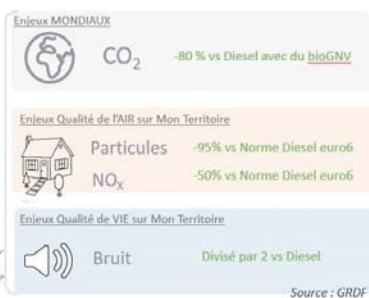 Enjeux MONDIAUX
CO2 -80 % vs Diesel avec du bioGNV
Enjeux Qualité de l'AIR sur Mon Territoire
Particules -95% vs Norme Diesel euro6
NOx -50% vs Norme Diesel euro6
Enjeux Qualité de VIE sur Mon Territoire
Bruit Divisé par 2 vs Diesel
Source : GRDF